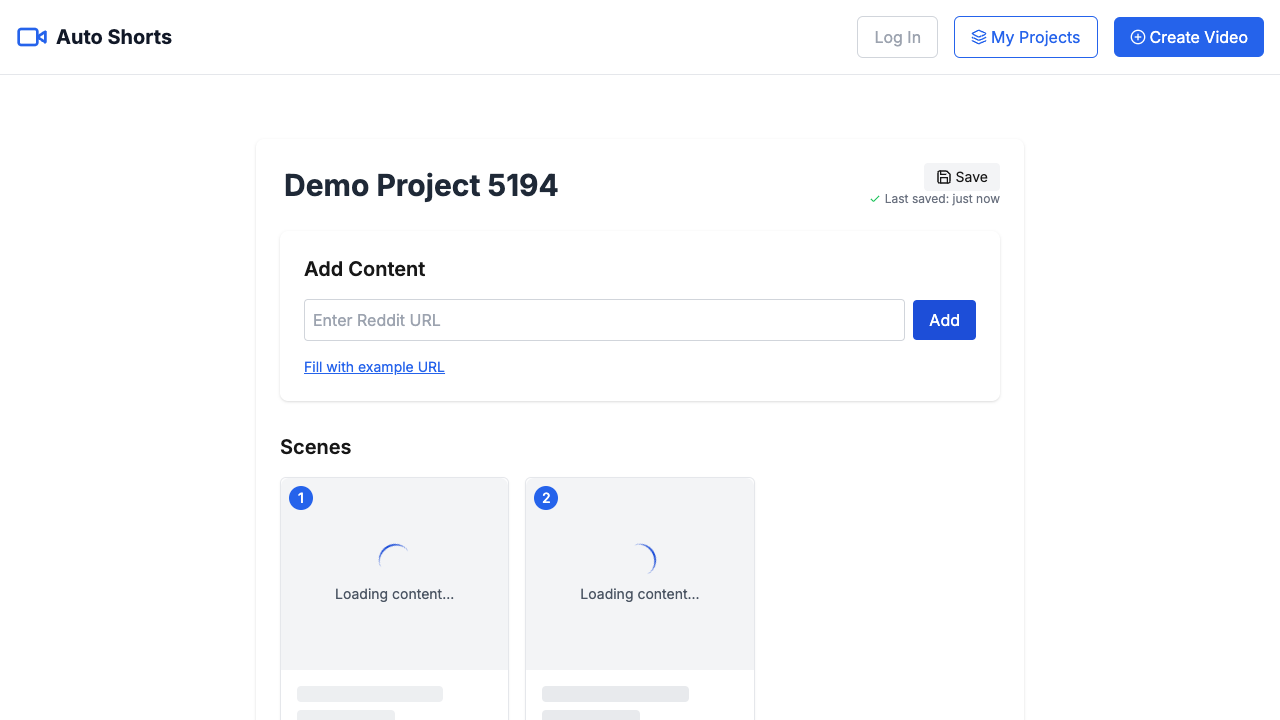 Auto Shorts
Log In
My Projects
Create Video
Demo Project 5194
Save
Last saved: just now
Add Content
Enter Reddit URL
Add
Fill with example URL
Scenes
1
2
Loading content...
Loading content...